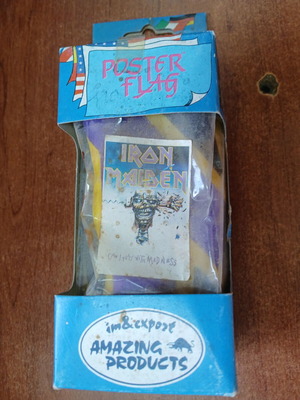 POSTER
FLAG
IRON
MAIDEN
im&export
AMAZING
PRODUCTS